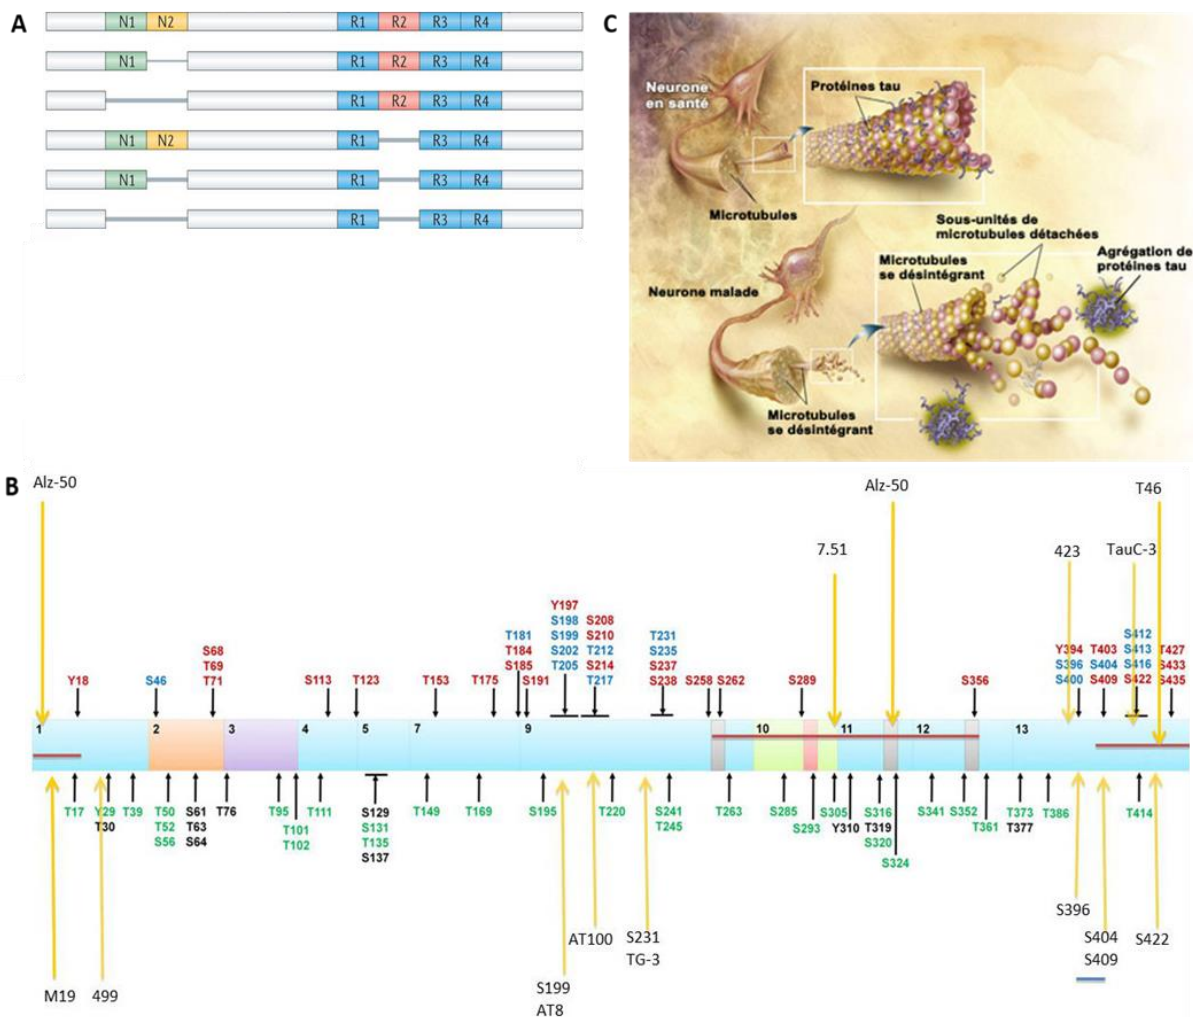 A
N1 N2 R1 R2 R3 R4
N1 R1 R2 R3 R4
R1 R2 R3 R4
N1 N2 R1 R3 R4
N1 R1 R3 R4
R1 R3 R4
C
Neurone
en santé
Protéines tau
Microtubules
Sous-unités de
microtubules détachées
Microtubules
se désintégrant
Agrégation de
protéines tau
Neurone malade
Microtubules
se désintégrant
B
Alz-50
Alz-50
T46
7.51
423
TauC-3
Y18
S46
S68
T69
T71
S113
T123
T153
T175
T181
T184
S185
S191
Y197
S198
S199
S202
T205
S208
S210
T212
S214
T217
T231
S235
S237
S238
S258
S262
S289
S356
Y394
S396
S400
T403
S404
S409
S412
S413
S416
S422
T427
S433
S435
1 2 3 4 5 7 9 10 11 12 13
T17
Y29
T30
T39
T50
T52
S56
S61
T63
S64
T76
T95
T101
T102
T111
S129
S131
T135
S137
T149
T169
S195
T220
S241
T245
T263
S285
S293
S305
Y310
S316
T319
S320
S324
S341
S352
T361
T373
T377
T386
T414
M19
499
S199
AT8
AT100
S231
TG-3
S396
S404
S409
S422